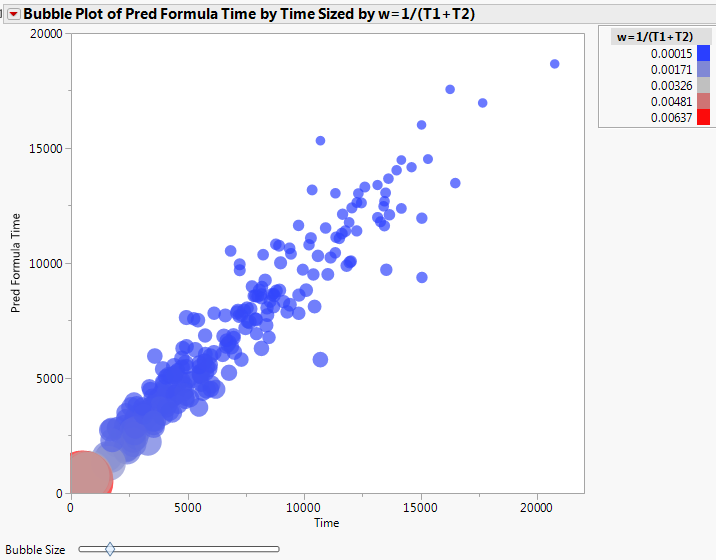 Bubble Plot of Pred Formula Time by Time Sized by w=1/(T1+T2)
20000
15000
10000
5000
0
Pred Formula Time
0 5000 10000 15000 20000
Time
w=1/(T1+T2)
0.00015
0.00171
0.00326
0.00481
0.00637
Bubble Size